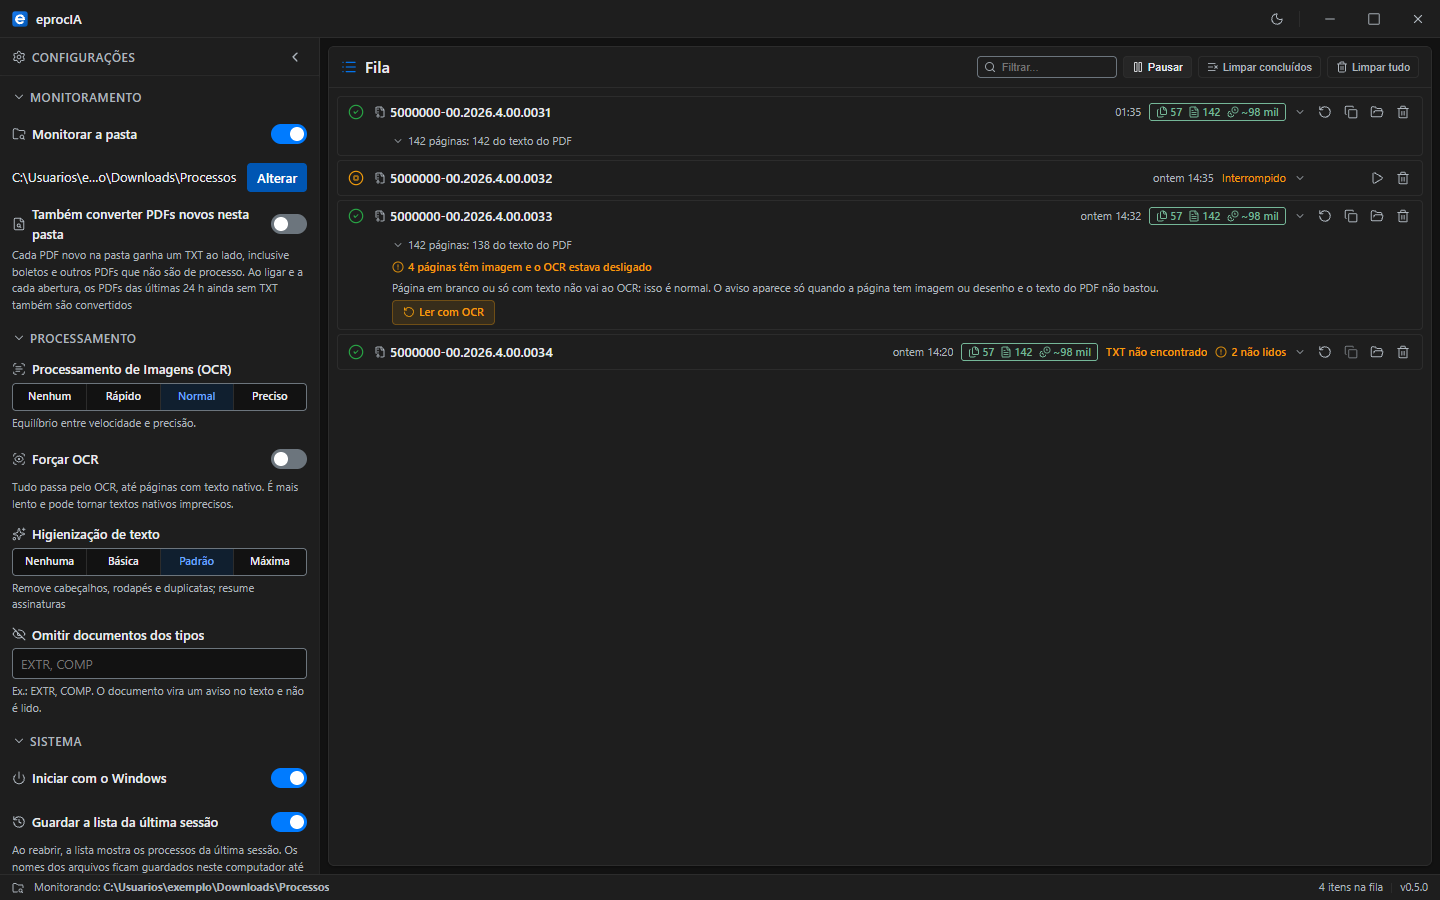 eprocIA
CONFIGURAÇÕES
MONITORAMENTO
Monitorar a pasta
C:\Usuarios\e...o\Downloads\Processos
Alterar
Também converter PDFs novos nesta
pasta
Cada PDF novo na pasta ganha um TXT ao lado, inclusive
boletos e outros PDFs que não são de processo. Ao ligar e a
cada abertura, os PDFs das últimas 24 h ainda sem TXT
também são convertidos
PROCESSAMENTO
Processamento de Imagens (OCR)
Nenhum Rápido Normal Preciso
Equilíbrio entre velocidade e precisão.
Forçar OCR
Tudo passa pelo OCR, até páginas com texto nativo. É mais
lento e pode tornar textos nativos imprecisos.
Higienização de texto
Nenhuma Básica Padrão Máxima
Remove cabeçalhos, rodapés e duplicatas; resume
assinaturas
Omitir documentos dos tipos
EXTR, COMP
Ex.: EXTR, COMP. O documento vira um aviso no texto e não
é lido.
SISTEMA
Iniciar com o Windows
Guardar a lista da última sessão
Ao reabrir, a lista mostra os processos da última sessão. Os
nomes dos arquivos ficam guardados neste computador até
Fila
Filtrar...
Pausar
Limpar concluídos
Limpar tudo
5000000-00.2026.4.00.0031 01:35 57 142 ~98 mil
142 páginas: 142 do texto do PDF
5000000-00.2026.4.00.0032 ontem 14:35 Interrompido
5000000-00.2026.4.00.0033 ontem 14:32 57 142 ~98 mil
142 páginas: 138 do texto do PDF
4 páginas têm imagem e o OCR estava desligado
Página em branco ou só com texto não vai ao OCR: isso é normal. O aviso aparece só quando a página tem imagem ou desenho e o texto do PDF não bastou.
Ler com OCR
5000000-00.2026.4.00.0034 ontem 14:20 57 142 ~98 mil TXT não encontrado 2 não lidos
Monitorando: C:\Usuarios\exemplo\Downloads\Processos
4 itens na fila
v0.5.0